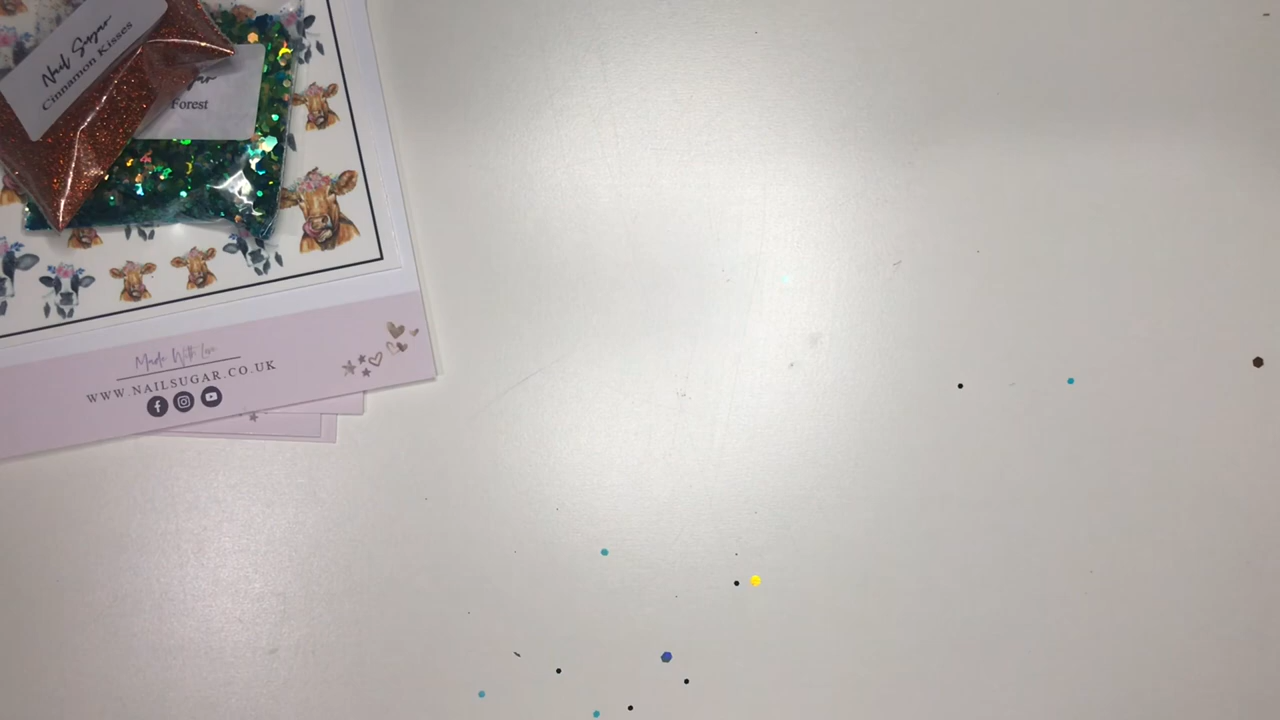 Nail Sugar
Cinnamon Kisses
Forest
Made With Love
WWW.NAILSUGAR.CO.UK